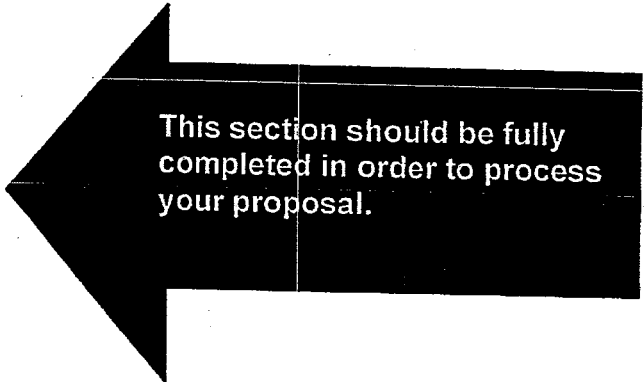 This section should be fully
completed in order to process
your proposal.